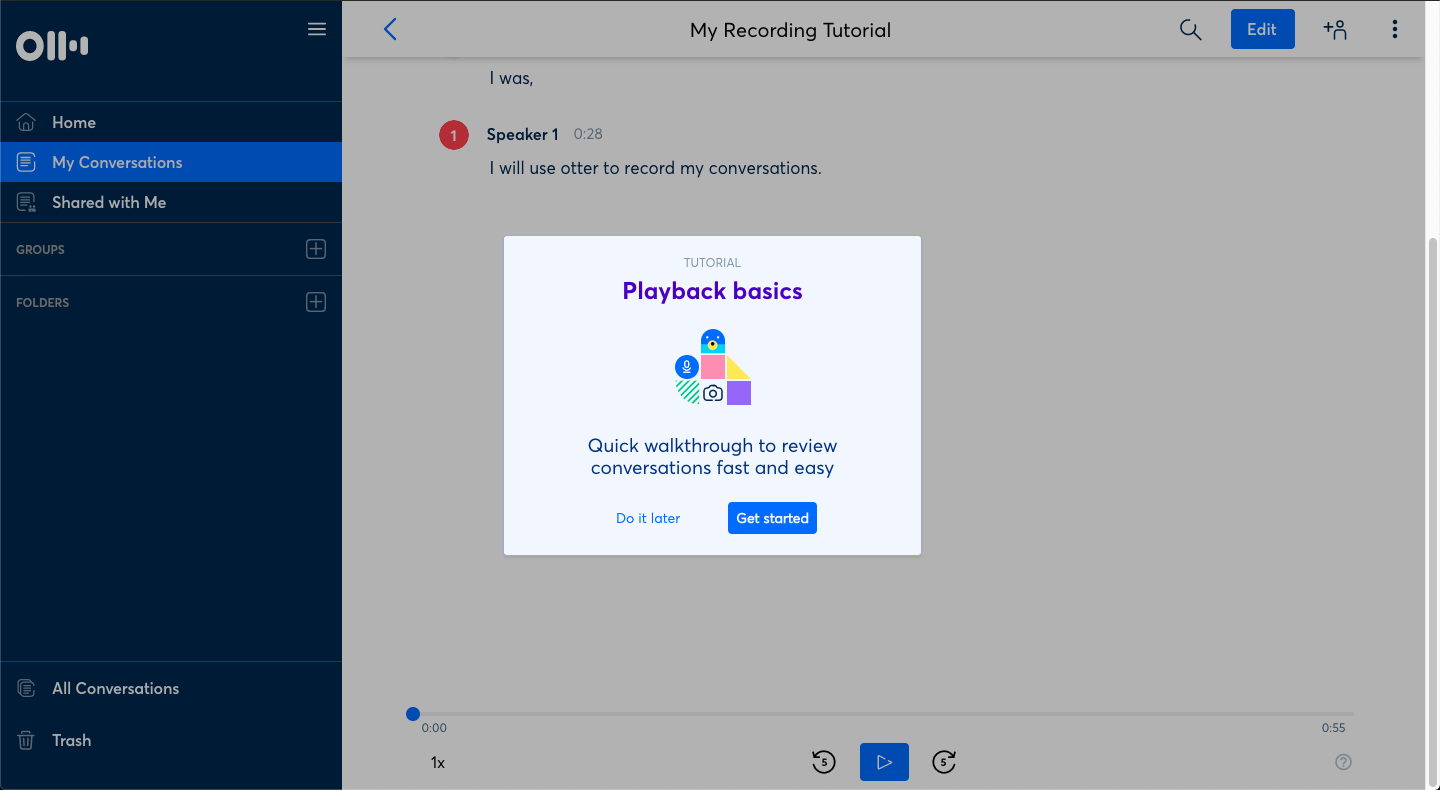 My Recording Tutorial
Edit
Home
My Conversations
Shared with Me
GROUPS
FOLDERS
All Conversations
Trash
I was,
1 Speaker 1 0:28
I will use otter to record my conversations.
TUTORIAL
Playback basics
Quick walkthrough to review
conversations fast and easy
Do it later Get started
0:00 0:55
1x 5 5 ?